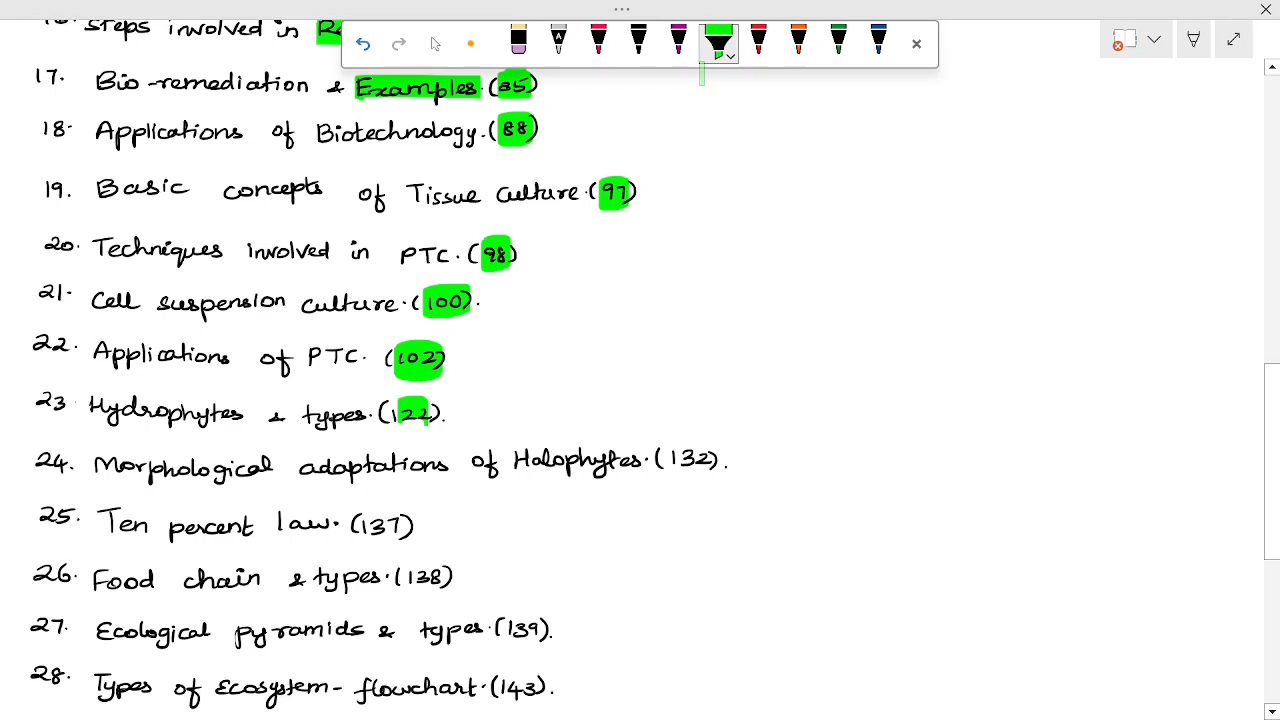 steps involved in
17. Bio-remediation & Examples. (85)
18. Applications of Biotechnology. (88)
19. Basic concepts of Tissue culture. (97)
20. Techniques involved in PTC. (98)
21. Cell suspension culture. (100).
22. Applications of PTC. (102)
23. Hydrophytes & types. (122).
24. Morphological adaptations of Halophytes. (132).
25. Ten percent law. (137)
26. Food chain & types. (138)
27. Ecological pyramids & types. (139).
28. Types of Ecosystem - flowchart. (143).